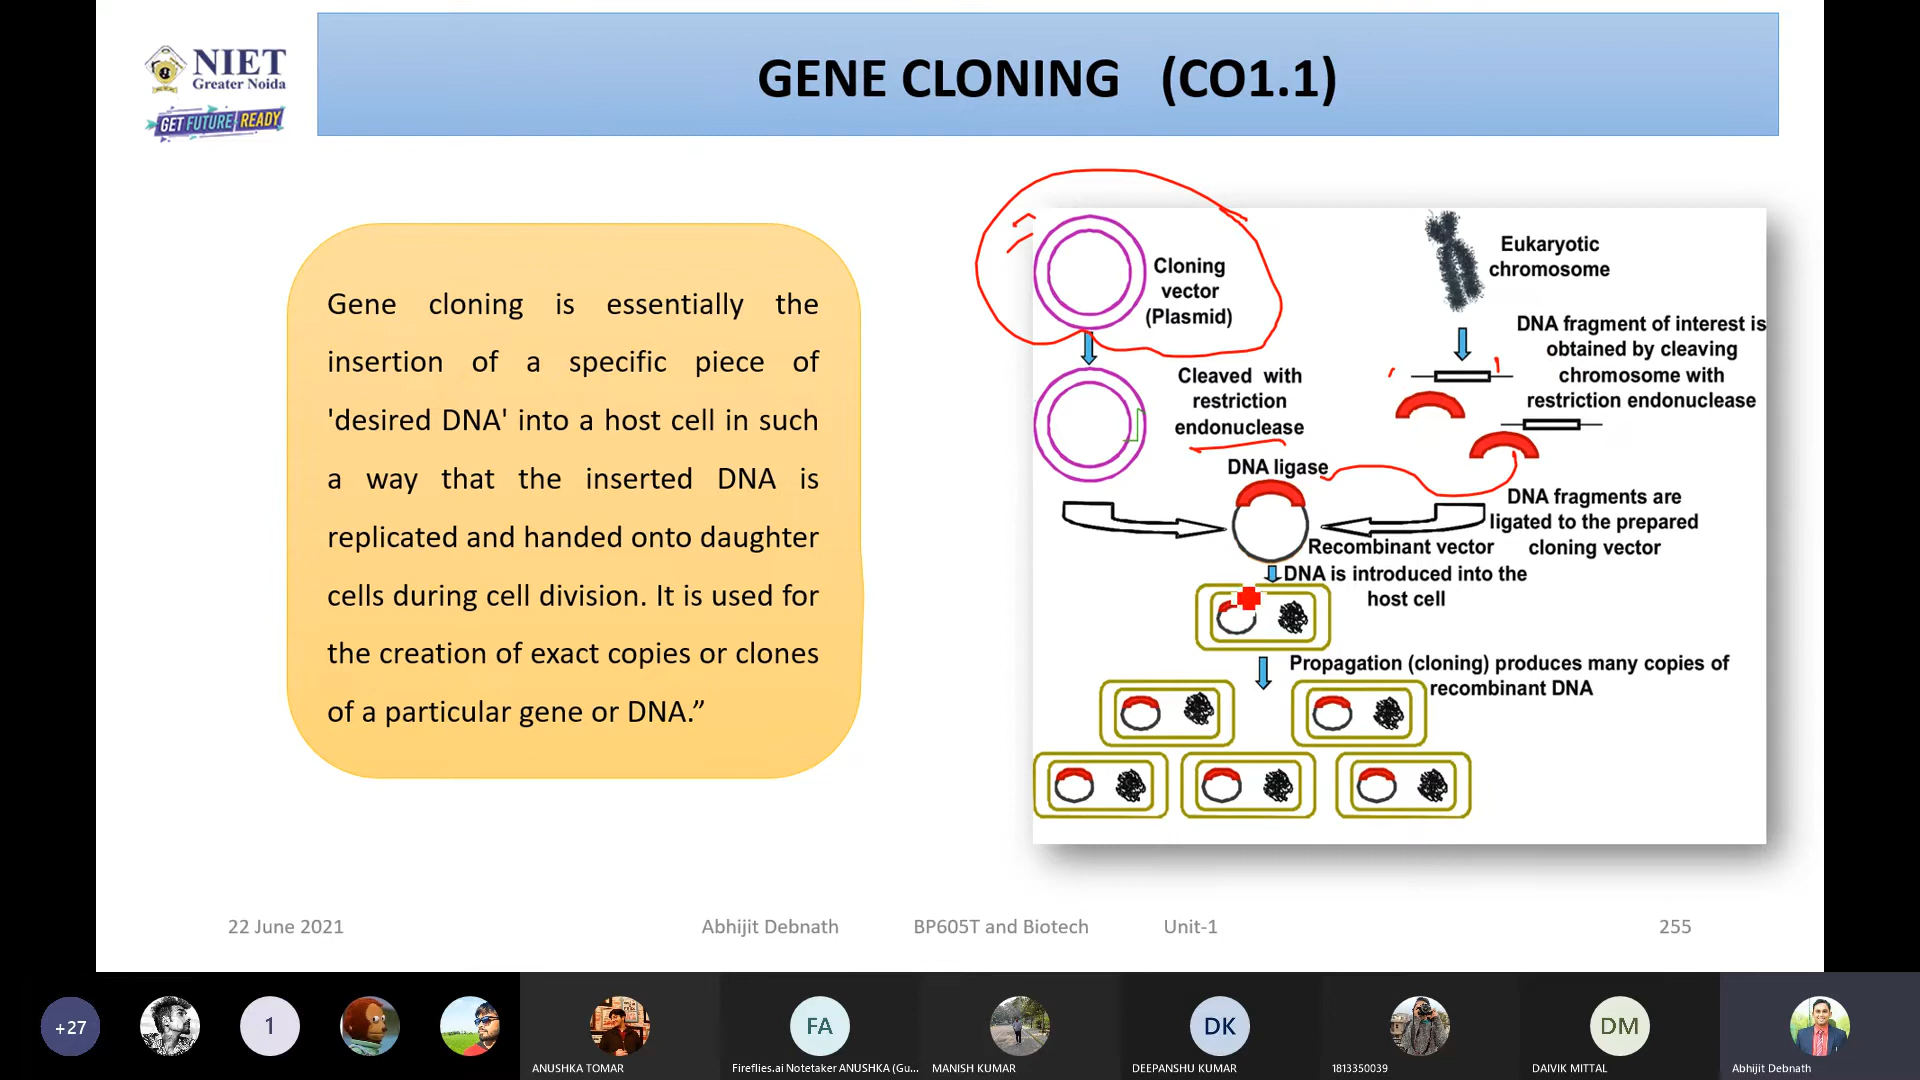 NIET
Greater Noida
GET FUTURE READY
GENE CLONING (CO1.1)
Gene cloning is essentially the
insertion of a specific piece of
'desired DNA' into a host cell in such
a way that the inserted DNA is
replicated and handed onto daughter
cells during cell division. It is used for
the creation of exact copies or clones
of a particular gene or DNA.”
Cloning
vector
(Plasmid)
Eukaryotic
chromosome
DNA fragment of interest is
obtained by cleaving
chromosome with
restriction endonuclease
Cleaved with
restriction
endonuclease
DNA ligase
DNA fragments are
ligated to the prepared
cloning vector
Recombinant vector
DNA is introduced into the
host cell
Propagation (cloning) produces many copies of
recombinant DNA
22 June 2021
Abhijit Debnath BP605T and Biotech Unit-1
255
+27
1
FA
DK
DM
ANUSHKA TOMAR
Fireflies.ai Notetaker ANUSHKA (Gu...
MANISH KUMAR
DEEPANSHU KUMAR
1813350039
DAIVIK MITTAL
Abhijit Debnath